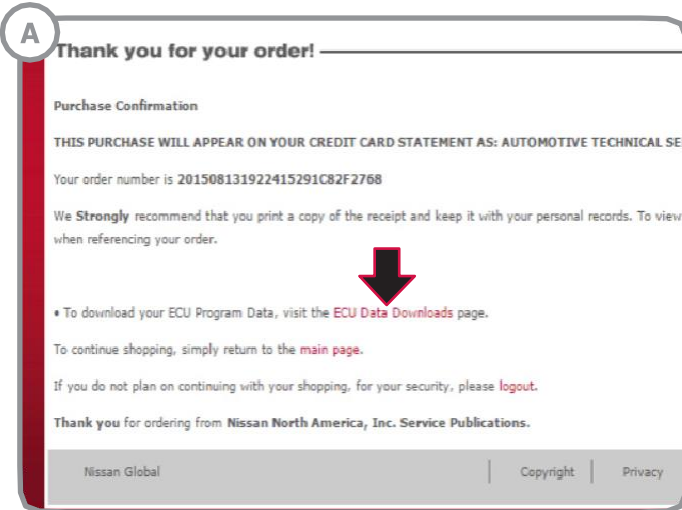 A
Thank you for your order!
Purchase Confirmation
THIS PURCHASE WILL APPEAR ON YOUR CREDIT CARD STATEMENT AS: AUTOMOTIVE TECHNICAL SE
Your order number is 201508131922415291C82F2768
We Strongly recommend that you print a copy of the receipt and keep it with your personal records. To view
when referencing your order.
• To download your ECU Program Data, visit the ECU Data Downloads page.
To continue shopping, simply return to the main page.
If you do not plan on continuing with your shopping, for your security, please logout.
Thank you for ordering from Nissan North America, Inc. Service Publications.
Nissan Global | Copyright | Privacy